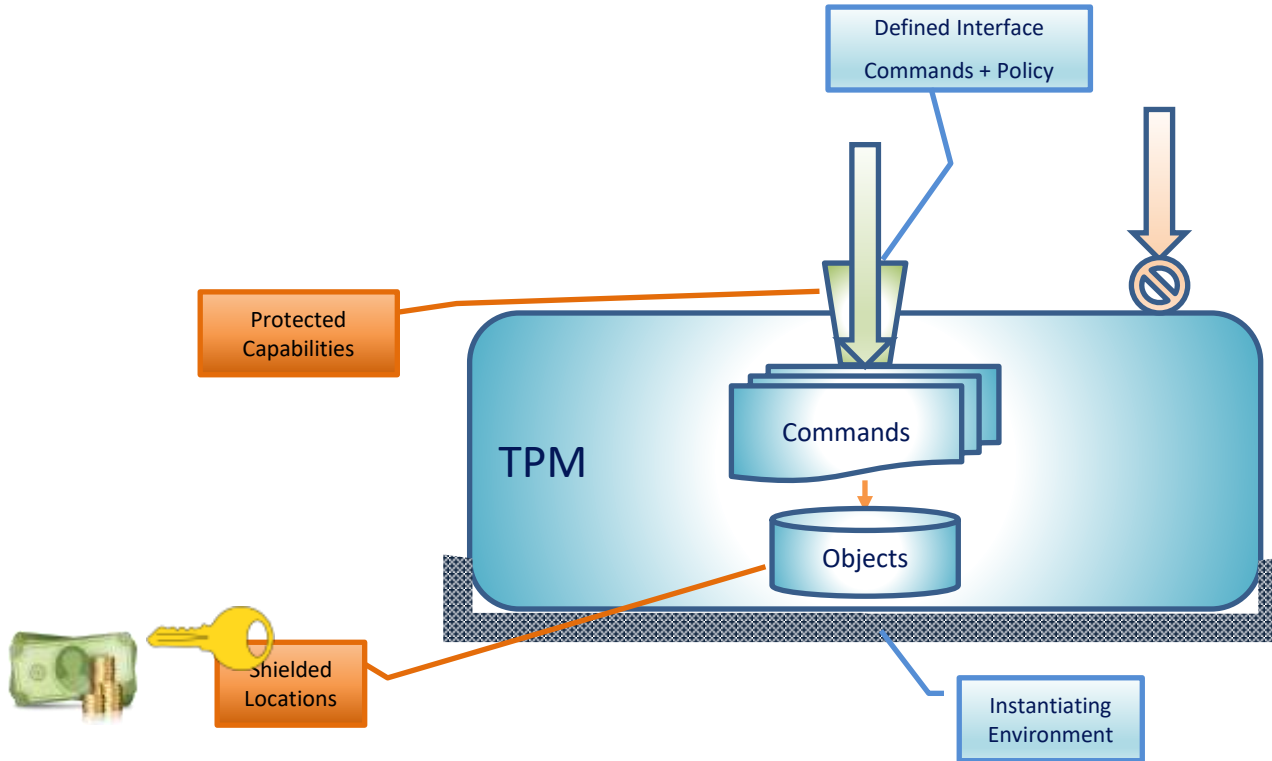 Defined Interface
Commands + Policy
Protected
Capabilities
Commands
TPM
Objects
Shielded
Locations
Instantiating
Environment